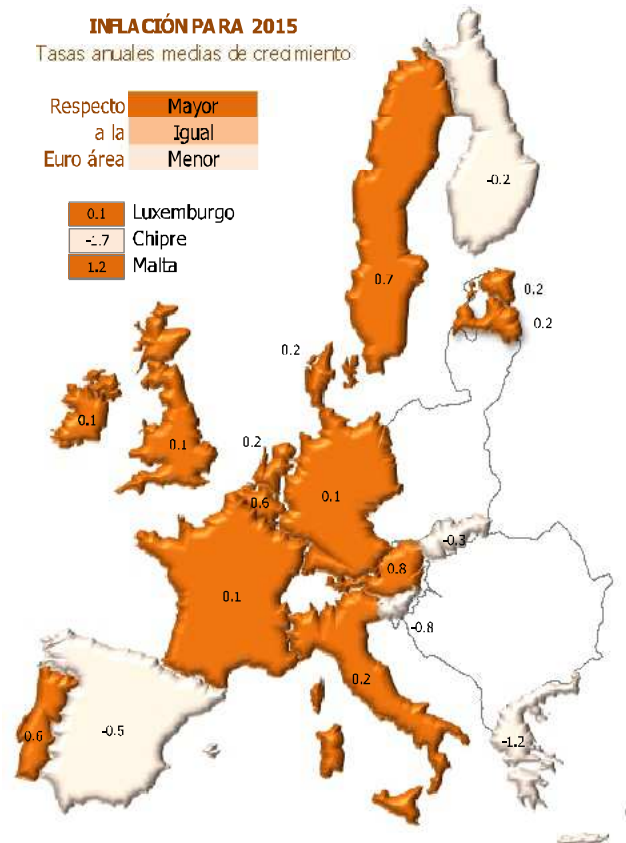 INFLACIÓN PARA 2015
Tasas anuales medias de crecimiento
Respecto Mayor
a la Igual
Euro área Menor
-0.2
0.1 Luxemburgo
-1.7 Chipre
1.2 Malta
0.7
0.2
0.2
0.2
0.1
0.1
0.2
0.6
0.1
-0.3
0.8
0.1
-0.8
0.2
0.6
-0.5
-1.2